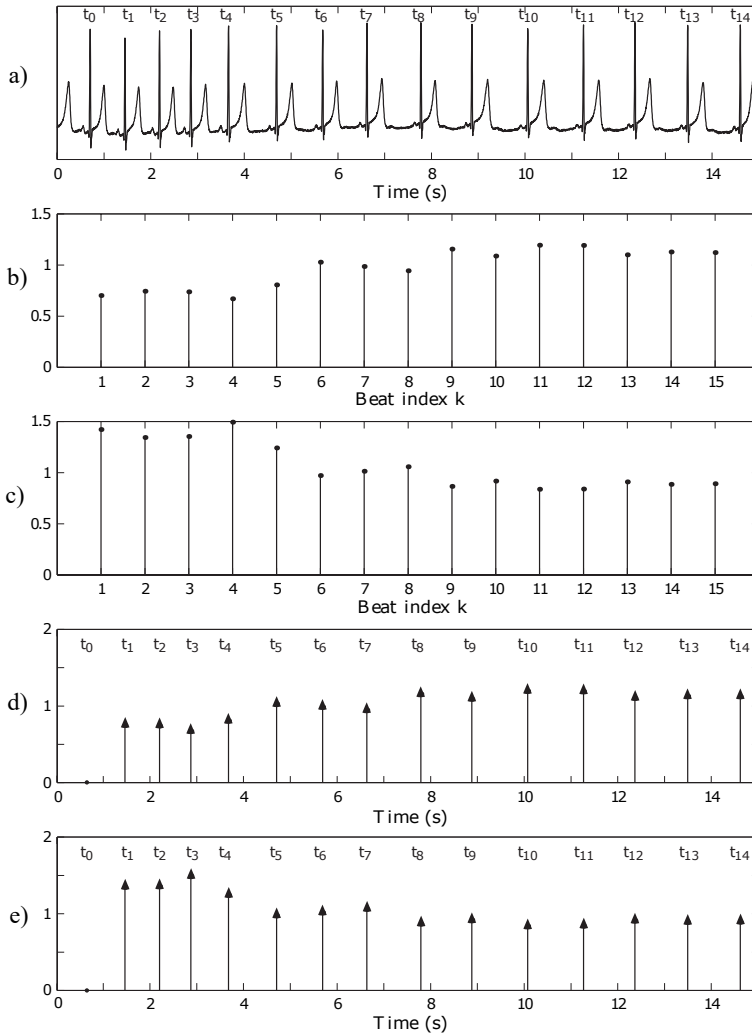 t0 t1 t2 t3 t4 t5 t6 t7 t8 t9 t10 t11 t12 t13 t14
a)
0 2 4 6 8 10 12 14
Time (s)
1.5
1
b)
0.5
0
1 2 3 4 5 6 7 8 9 10 11 12 13 14 15
Beat index k
1.5
1
c)
0.5
0
1 2 3 4 5 6 7 8 9 10 11 12 13 14 15
Beat index k
2
t0 t1 t2 t3 t4 t5 t6 t7 t8 t9 t10 t11 t12 t13 t14
d)
1
0
0 2 4 6 8 10 12 14
Time (s)
2
t0 t1 t2 t3 t4 t5 t6 t7 t8 t9 t10 t11 t12 t13 t14
e)
1
0
0 2 4 6 8 10 12 14
Time (s)